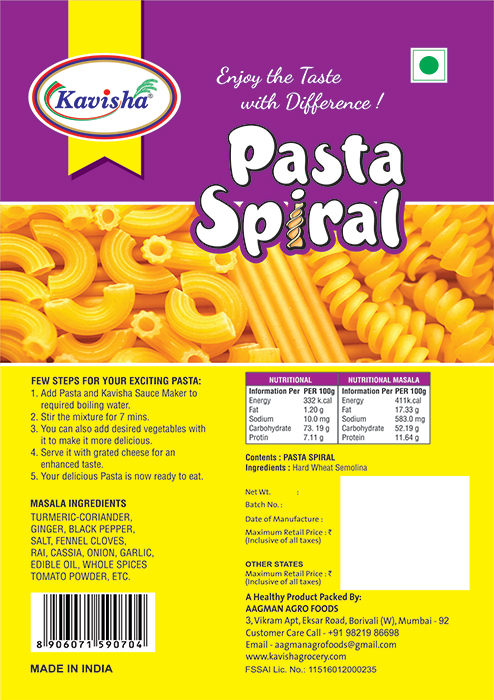 Kavisha®
Enjoy the Taste
with Difference !
Pasta
Spiral
FEW STEPS FOR YOUR EXCITING PASTA:
1. Add Pasta and Kavisha Sauce Maker to
required boiling water.
2. Stir the mixture for 7 mins.
3. You can also add desired vegetables with
it to make it more delicious.
4. Serve it with grated cheese for an
enhanced taste.
5. Your delicious Pasta is now ready to eat.
MASALA INGREDIENTS
TURMERIC-CORIANDER,
GINGER, BLACK PEPPER,
SALT, FENNEL CLOVES,
RAI, CASSIA, ONION, GARLIC,
EDIBLE OIL, WHOLE SPICES
TOMATO POWDER, ETC.
8 906071 590704
MADE IN INDIA
NUTRITIONAL
Information Per PER 100g
Energy 332 k.cal
Fat 1.20 g
Sodium 10.0 mg
Carbohydrate 73. 19 g
Protin 7.11 g
NUTRITIONAL MASALA
Information Per PER 100g
Energy 411k.cal
Fat 17.33 g
Sodium 583.0 mg
Carbohydrate 52.19 g
Protein 11.64 g
Contents : PASTA SPIRAL
Ingredients : Hard Wheat Semolina
Net Wt. :
Batch No. :
Date of Manufacture :
Maximum Retail Price : ₹
(Inclusive of all taxes)
OTHER STATES
Maximum Retail Price : ₹
(Inclusive of all taxes)
A Healthy Product Packed By:
AAGMAN AGRO FOODS
3, Vikram Apt, Eksar Road, Borivali (W), Mumbai - 92
Customer Care Call - +91 98219 86698
Email - aagmanagrofoods@gmail.com
www.kavishagrocery.com
FSSAI Lic. No.: 11516012000235